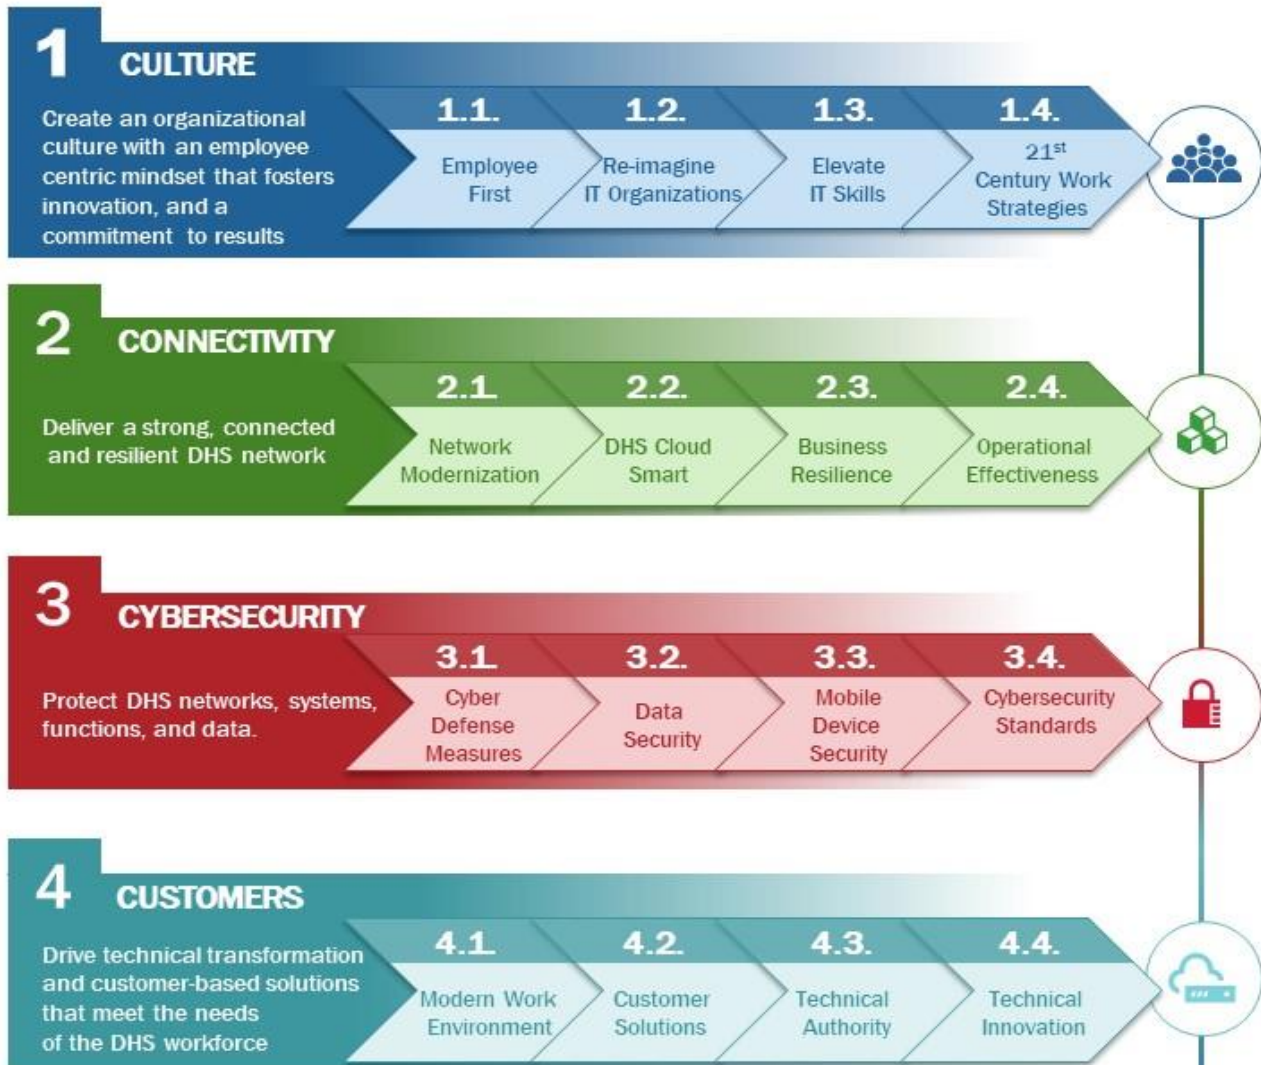 1 CULTURE
Create an organizational
culture with an employee
centric mindset that fosters
innovation, and a
commitment to results
1.1.
Employee
First
1.2.
Re-imagine
IT Organizations
1.3.
Elevate
IT Skills
1.4.
21st
Century Work
Strategies
2 CONNECTIVITY
Deliver a strong, connected
and resilient DHS network
2.1.
Network
Modernization
2.2.
DHS Cloud
Smart
2.3.
Business
Resilience
2.4.
Operational
Effectiveness
3 CYBERSECURITY
Protect DHS networks, systems,
functions, and data.
3.1.
Cyber
Defense
Measures
3.2.
Data
Security
3.3.
Mobile
Device
Security
3.4.
Cybersecurity
Standards
4 CUSTOMERS
Drive technical transformation
and customer-based solutions
that meet the needs
of the DHS workforce
4.1.
Modern Work
Environment
4.2.
Customer
Solutions
4.3.
Technical
Authority
4.4.
Technical
Innovation